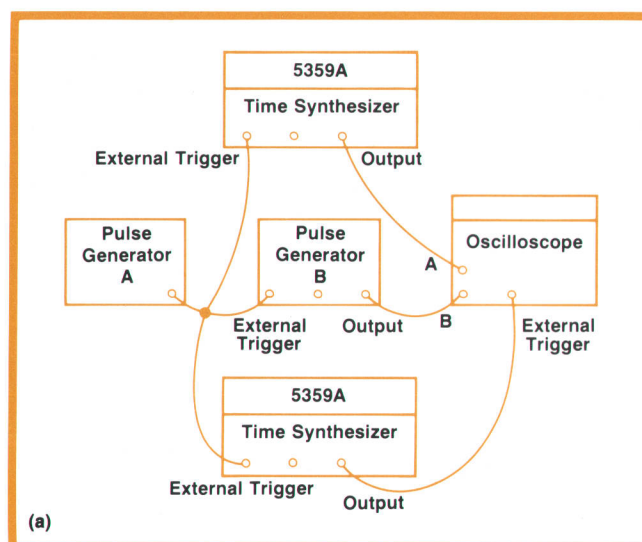 5359A
Time Synthesizer
External Trigger
Output
Pulse
Generator
A
Pulse
Generator
B
Oscilloscope
A
B
External
Trigger
Output
External
Trigger
5359A
Time Synthesizer
External Trigger
Output
(a)